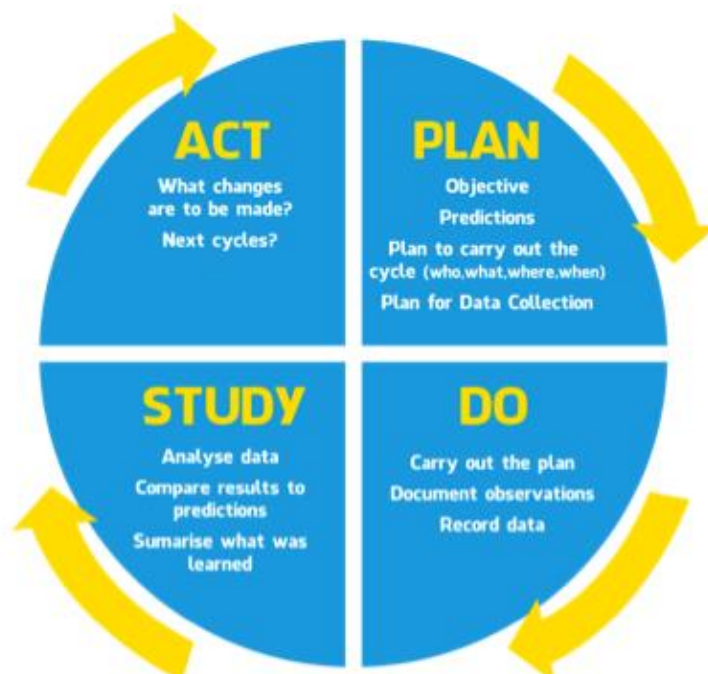 ACT
What changes
are to be made?
Next cycles?
PLAN
Objective
Predictions
Plan to carry out the
cycle (who,what,where,when)
Plan for Data Collection
STUDY
Analyse data
Compare results to
predictions
Sumarise what was
learned
DO
Carry out the plan
Document observations
Record data